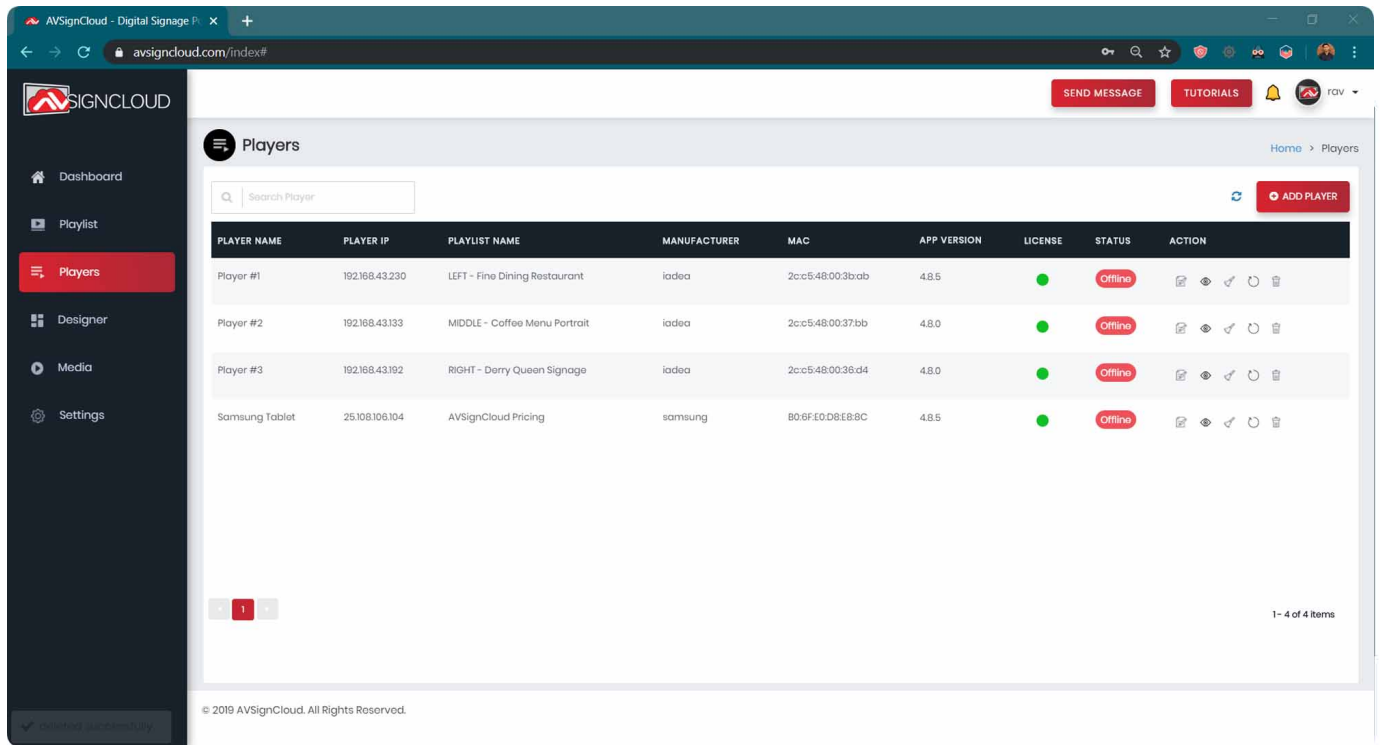 AVSignCloud - Digital Signage Po
avsigncloud.com/index#
SIGNCLOUD
SEND MESSAGE
TUTORIALS
rav
Players
Home > Players
Dashboard
Playlist
Players
Designer
Media
Settings
Search Player
ADD PLAYER
PLAYER NAME PLAYER IP PLAYLIST NAME MANUFACTURER MAC APP VERSION LICENSE STATUS ACTION
Player #1 192.168.43.230 LEFT - Fine Dining Restaurant iadea 2c:c5:48:00:3b:ab 4.8.5 Offline
Player #2 192.168.43.133 MIDDLE - Coffee Menu Portrait iadea 2c:c5:48:00:37:bb 4.8.0 Offline
Player #3 192.168.43.192 RIGHT - Derry Queen Signage iadea 2c:c5:48:00:36:d4 4.8.0 Offline
Samsung Tablet 25.108.106.104 AVSignCloud Pricing samsung B0:6F:E0:D8:E8:8C 4.8.5 Offline
1
1 - 4 of 4 items
© 2019 AVSignCloud. All Rights Reserved.
Deleted Successfully